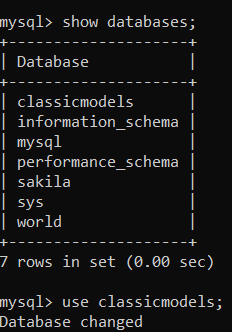 mysql> show databases;
+--------------------+
| Database           |
+--------------------+
| classicmodels      |
| information_schema |
| mysql              |
| performance_schema |
| sakila             |
| sys                |
| world              |
+--------------------+
7 rows in set (0.00 sec)

mysql> use classicmodels;
Database changed